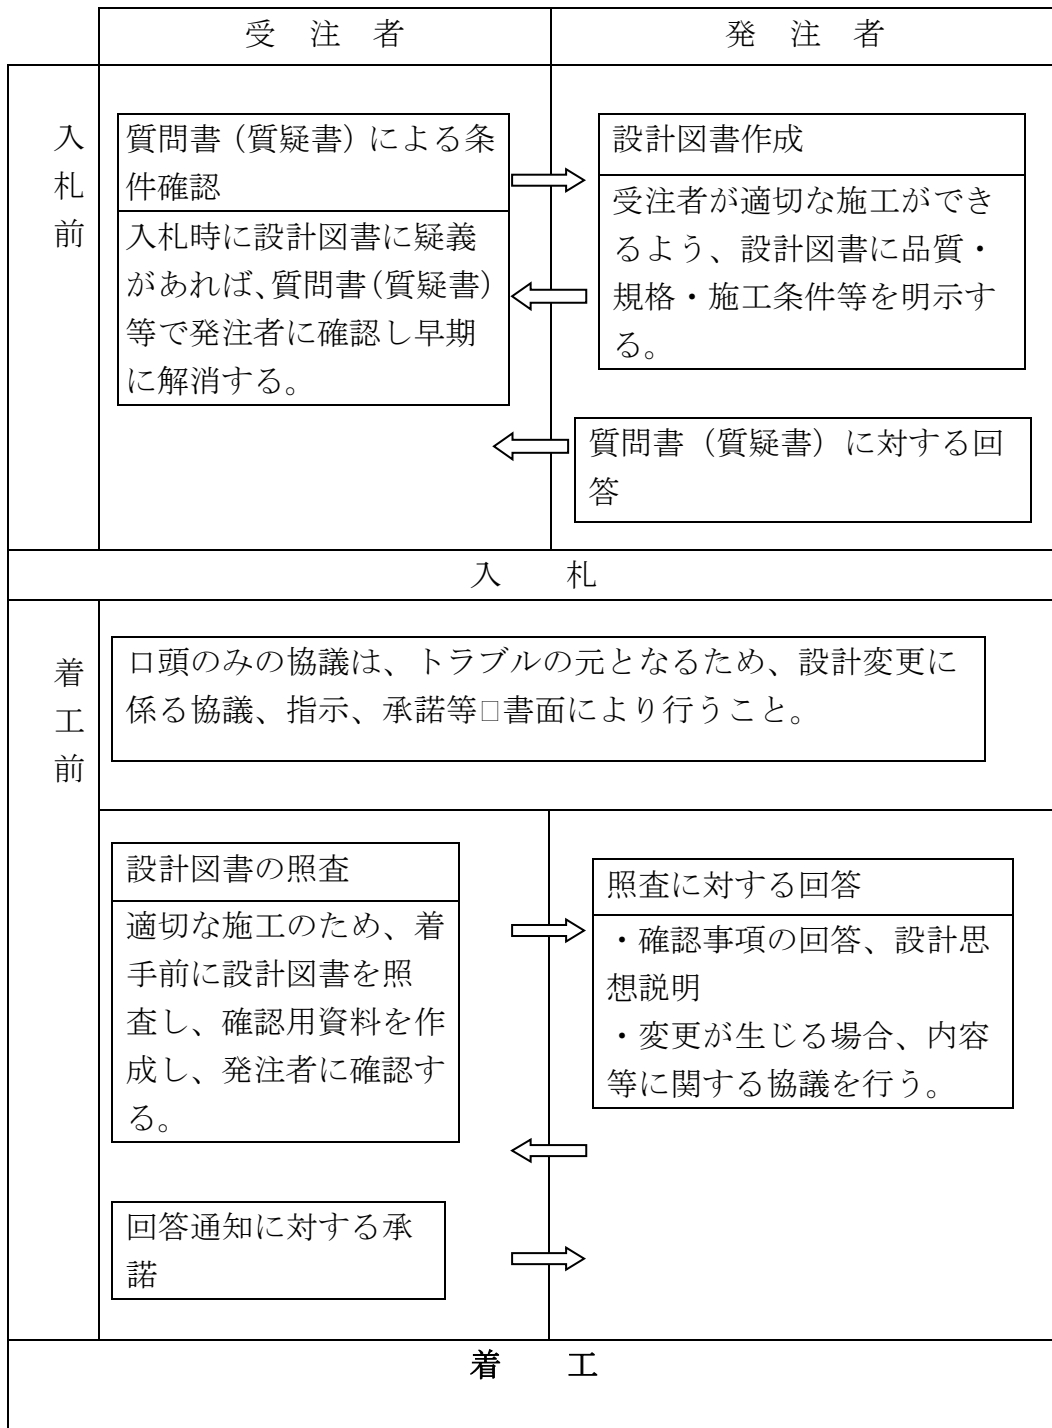 受　注　者
発　注　者
入札前
質問書（質疑書）による条
件確認
入札時に設計図書に疑義
があれば、質問書（質疑書）
等で発注者に確認し早期
に解消する。
設計図書作成
受注者が適切な施工ができ
るよう、設計図書に品質・
規格・施工条件等を明示す
る。
質問書（質疑書）に対する回
答
入　　札
着工前
口頭のみの協議は、トラブルの元となるため、設計変更に
係る協議、指示、承諾等□書面により行うこと。
設計図書の照査
適切な施工のため、着
手前に設計図書を照
査し、確認用資料を作
成し、発注者に確認す
る。
照査に対する回答
・確認事項の回答、設計思
想説明
・変更が生じる場合、内容
等に関する協議を行う。
回答通知に対する承
諾
着　　工